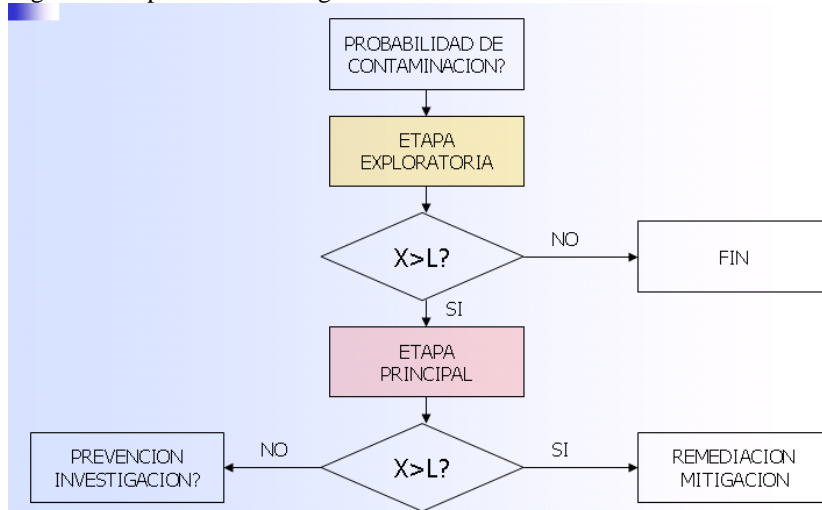 PROBABILIDAD DE
CONTAMINACION?
ETAPA
EXPLORATORIA
X>L?
NO
FIN
SI
ETAPA
PRINCIPAL
PREVENCION
INVESTIGACION?
NO
X>L?
SI
REMEDIACION
MITIGACION